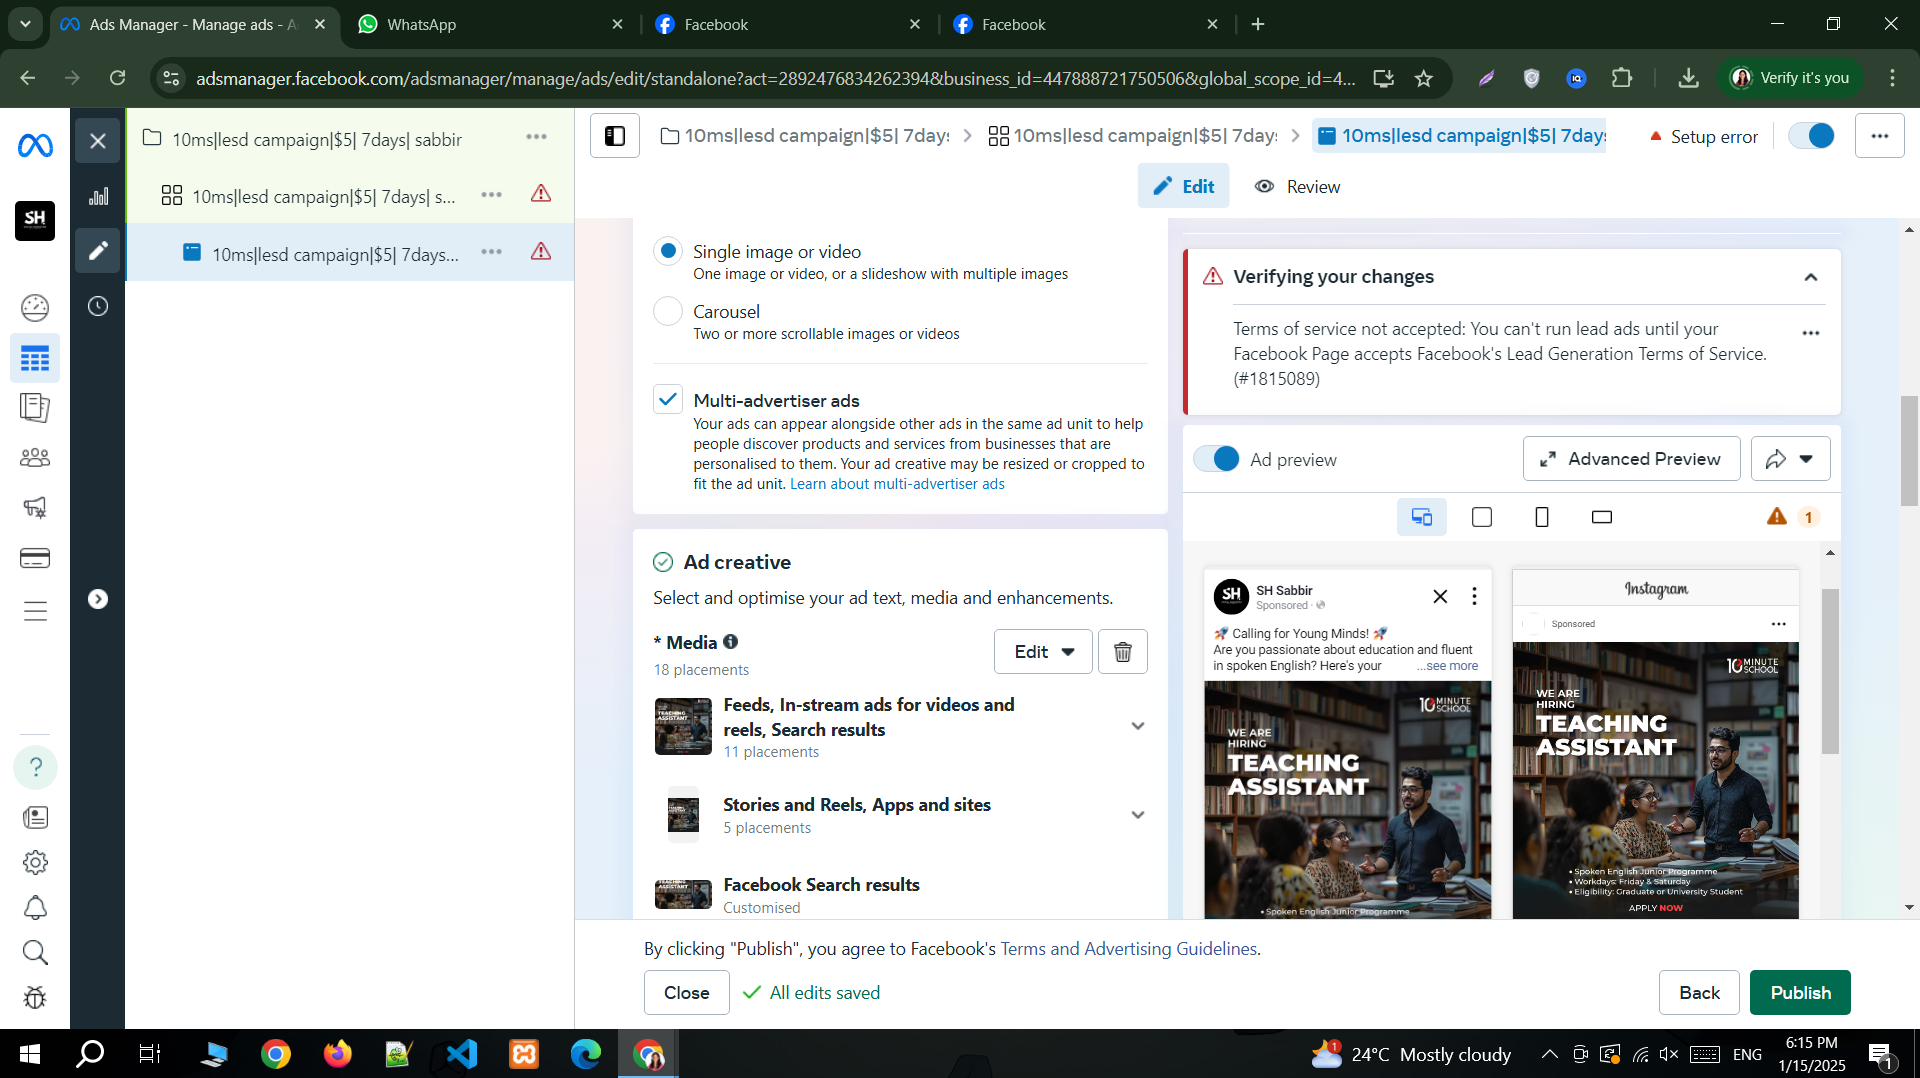 Ads Manager - Manage ads - A
WhatsApp
Facebook
Facebook
adsmanager.facebook.com/adsmanager/manage/ads/edit/standalone?act=2892476834262394&business_id=447888721750506&global_scope_id=4...
Verify it's you
SH
10ms|lesd campaign|$5| 7days| sabbir
10ms|lesd campaign|$5| 7days| s...
10ms|lesd campaign|$5| 7days...
10ms|lesd campaign|$5| 7days
10ms|lesd campaign|$5| 7day
10ms|lesd campaign|$5| 7day
Setup error
Edit
Review
Single image or video
One image or video, or a slideshow with multiple images
Carousel
Two or more scrollable images or videos
Multi-advertiser ads
Your ads can appear alongside other ads in the same ad unit to help
people discover products and services from businesses that are
personalised to them. Your ad creative may be resized or cropped to
fit the ad unit. Learn about multi-advertiser ads
Ad creative
Select and optimise your ad text, media and enhancements.
* Media
18 placements
Edit
Feeds, In-stream ads for videos and
reels, Search results
11 placements
Stories and Reels, Apps and sites
5 placements
Facebook Search results
Customised
Verifying your changes
Terms of service not accepted: You can't run lead ads until your
Facebook Page accepts Facebook's Lead Generation Terms of Service.
(#1815089)
Ad preview
Advanced Preview
1
SH
SH Sabbir
Sponsored ·
🚀 Calling for Young Minds! 🚀
Are you passionate about education and fluent
in spoken English? Here's your ...see more
10 MINUTE
SCHOOL
WE ARE
HIRING
TEACHING
ASSISTANT
• Spoken English Junior Programme
Instagram
Sponsored
10 MINUTE
SCHOOL
WE ARE
HIRING
TEACHING
ASSISTANT
• Spoken English Junior Programme
• Workdays: Friday & Saturday
• Eligibility: Graduate or University Student
APPLY NOW
By clicking "Publish", you agree to Facebook's Terms and Advertising Guidelines.
Close
All edits saved
Back
Publish
1
24°C Mostly cloudy
ENG
6:15 PM
1/15/2025
1